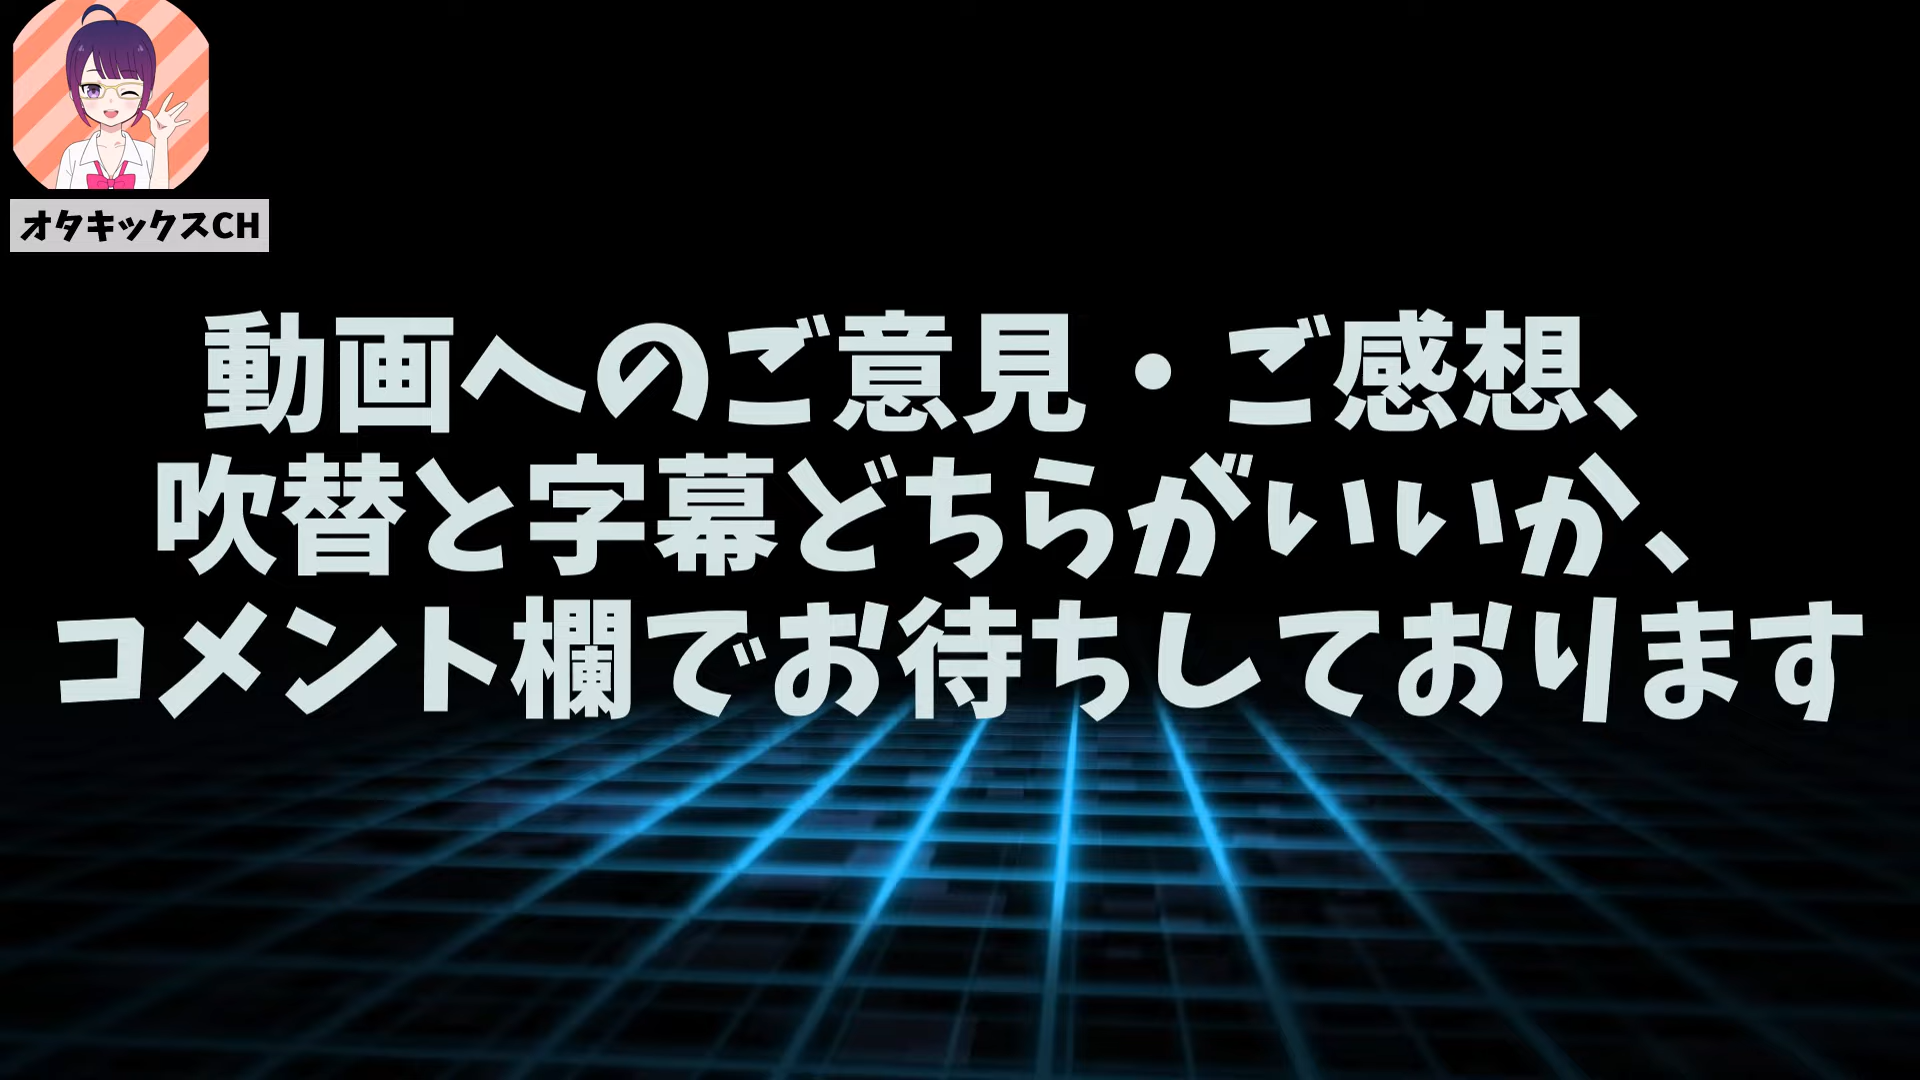 オタキックスCH
動画へのご意見・ご感想、
吹替と字幕どちらがいいか、
コメント欄でお待ちしております